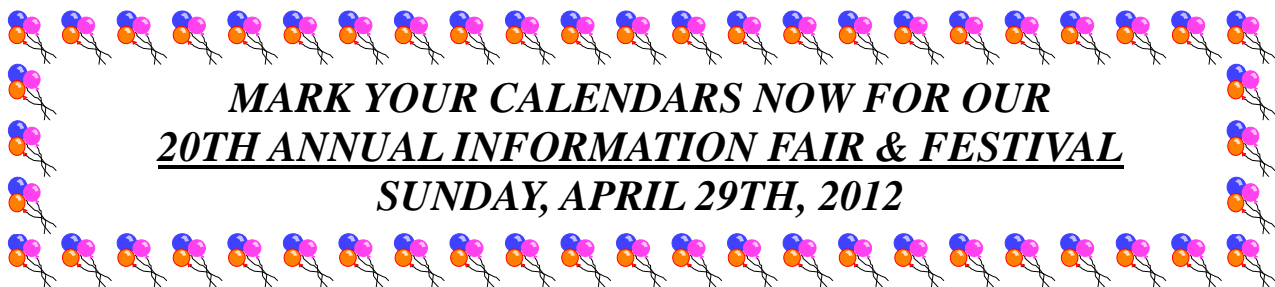 MARK YOUR CALENDARS NOW FOR OUR
20TH ANNUAL INFORMATION FAIR & FESTIVAL
SUNDAY, APRIL 29TH, 2012